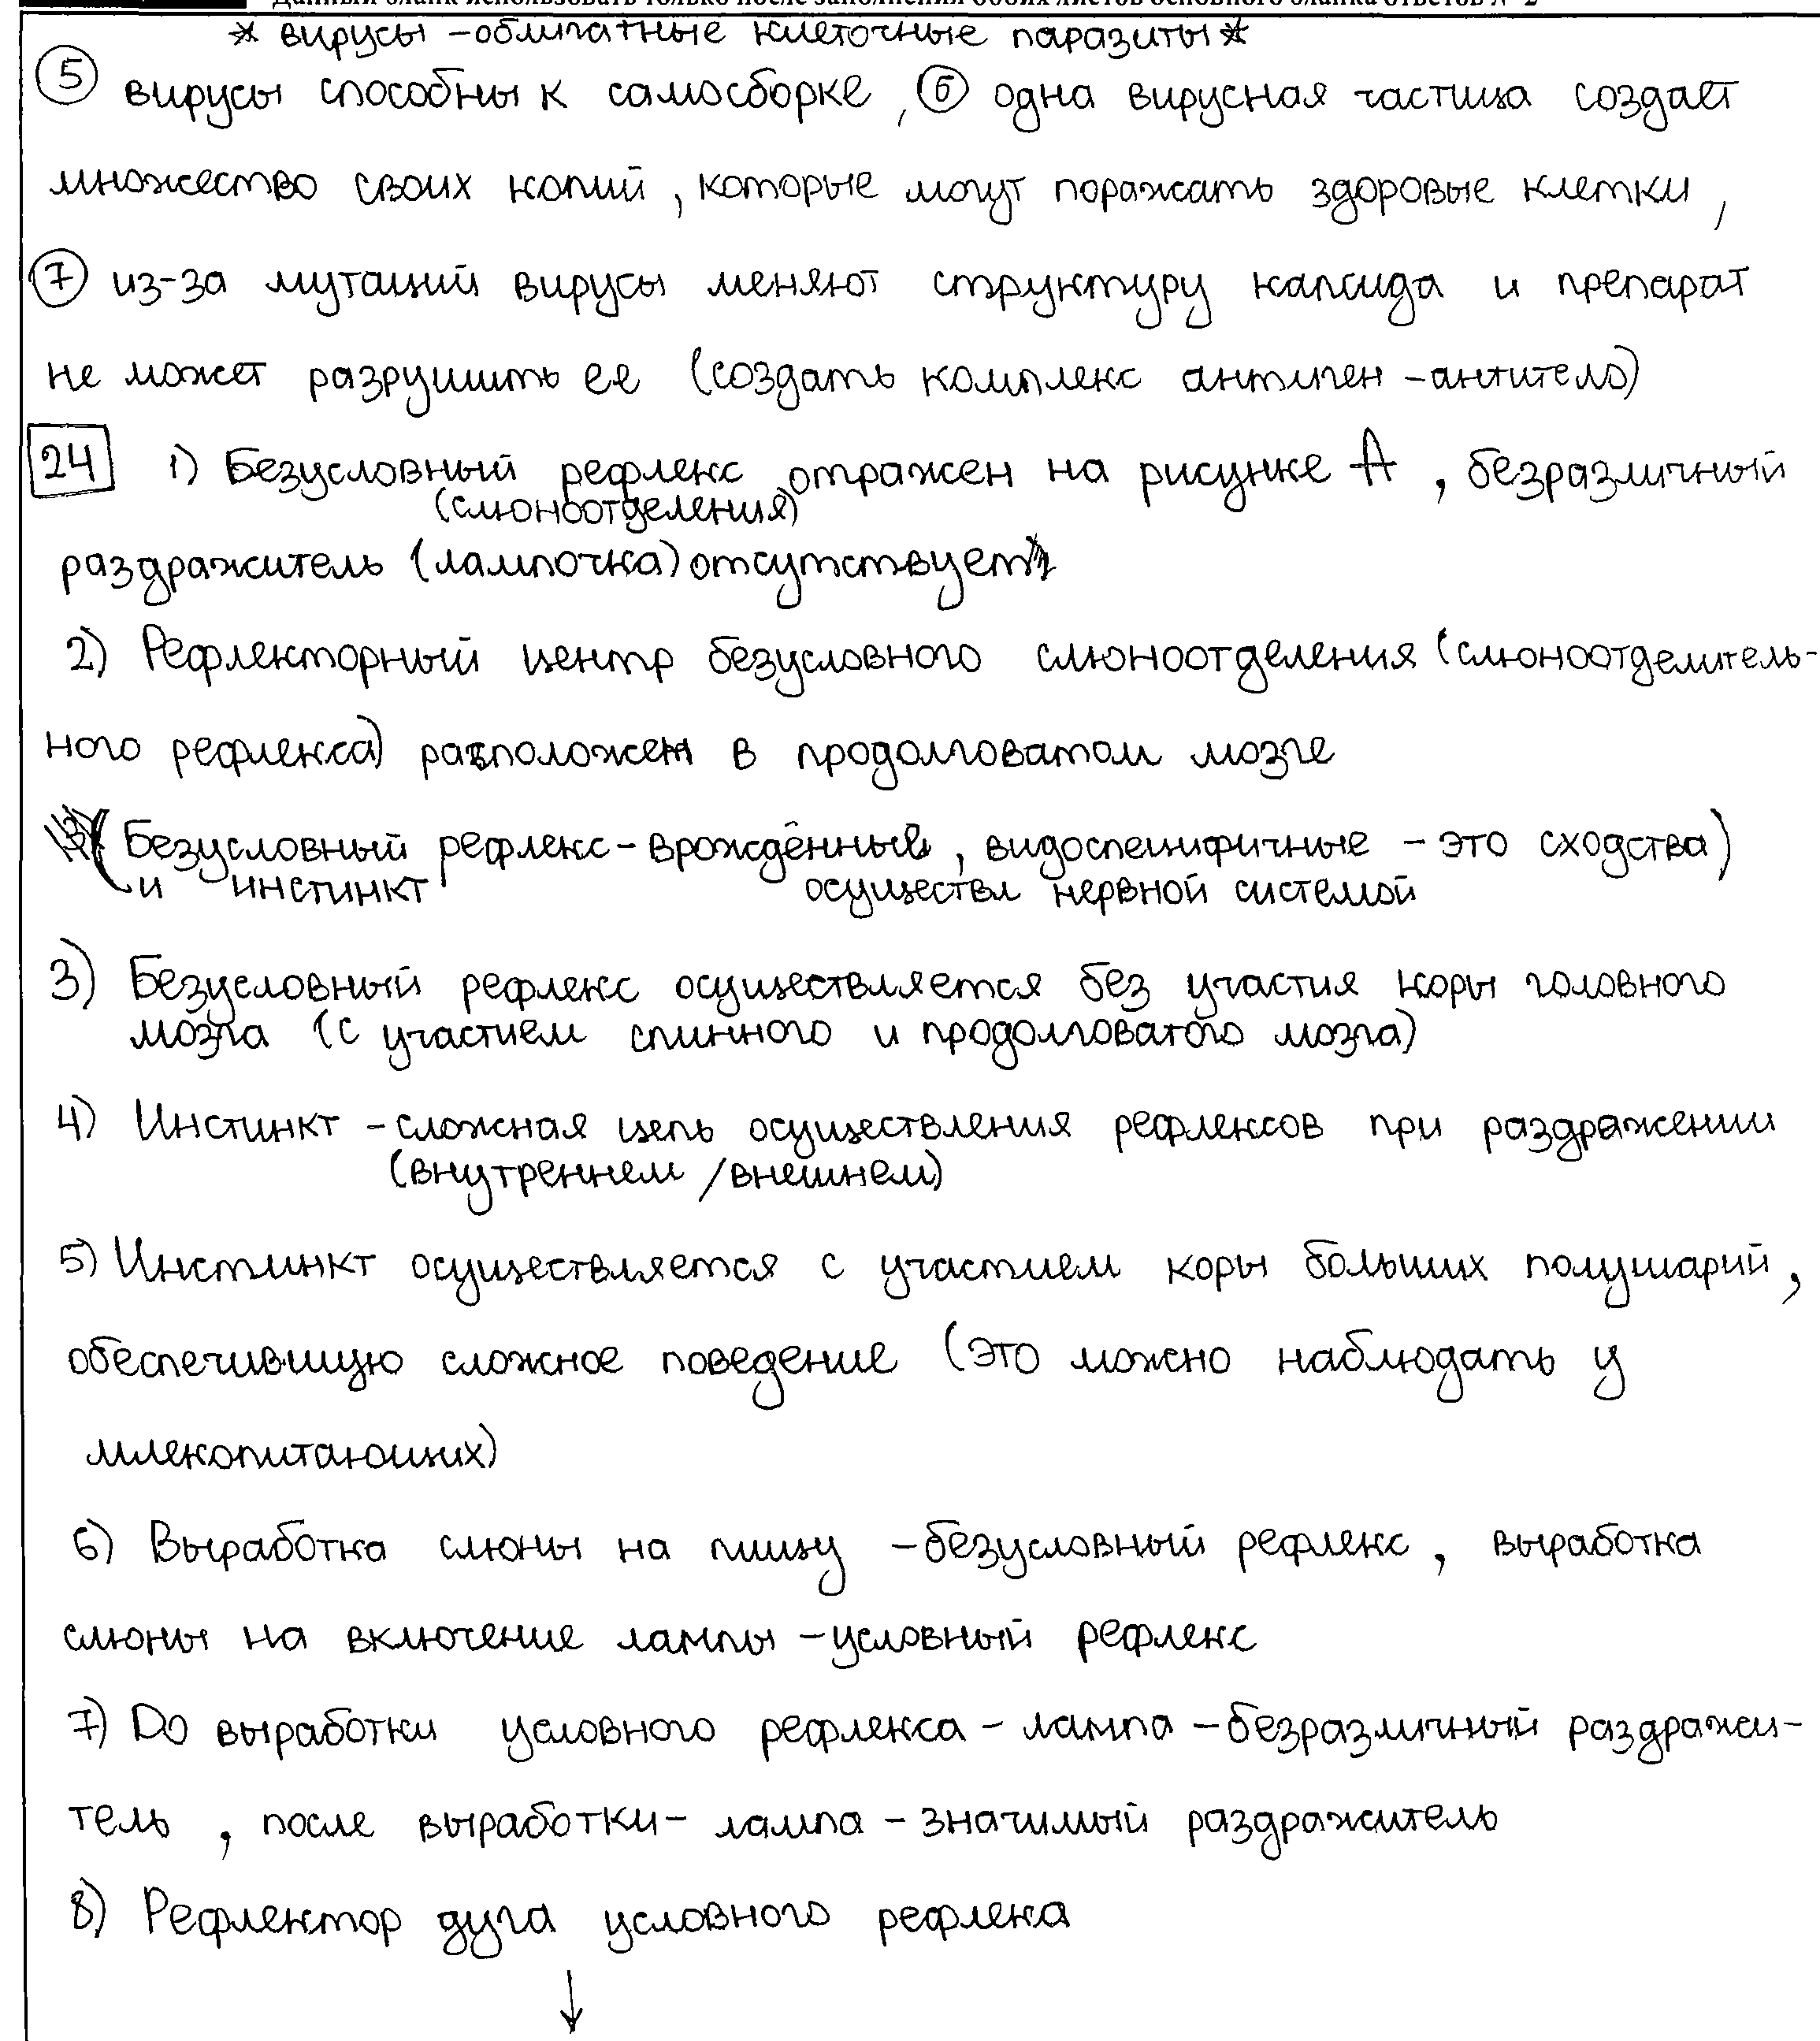 Данный бланк использовать только после заполнения обоих листов основного бланка ответов № 2
* вирусы - облигатные клеточные паразиты *
⑤ вирусы способны к самосборке, ⑥ одна вирусная частица создает
множество своих копий, которые могут поражать здоровые клетки,
⑦ из-за мутаций вирусы меняют структуру капсида и препарат
не может разрушить ее (создать комплекс антиген-антитело)
24 1) Безусловный рефлекс отражен на рисунке А, безразличный
(слюноотделения)
раздражитель (лампочка) отсутствует
2) Рефлекторный центр безусловного слюноотделения (слюноотделитель-
ного рефлекса) расположен в продолговатом мозге
(Безусловный рефлекс - врождённые, видоспецифичные - это сходства)
и инстинкт осуществл нервной системой
3) Безусловный рефлекс осуществляется без участия коры головного
мозга (с участием спинного и продолговатого мозга)
4) Инстинкт - сложная цепь осуществления рефлексов при раздражении
(внутреннем / внешнем)
5) Инстинкт осуществляется с участием коры больших полушарий,
обеспечившую сложное поведение (это можно наблюдать у
млекопитающих)
6) Выработка слюны на пищу - безусловный рефлекс, выработка
слюны на включение лампы - условный рефлекс
7) До выработки условного рефлекса - лампа - безразличный раздражи-
тель, после выработки - лампа - значимый раздражитель
8) Рефлектор дуга условного рефлека
↓